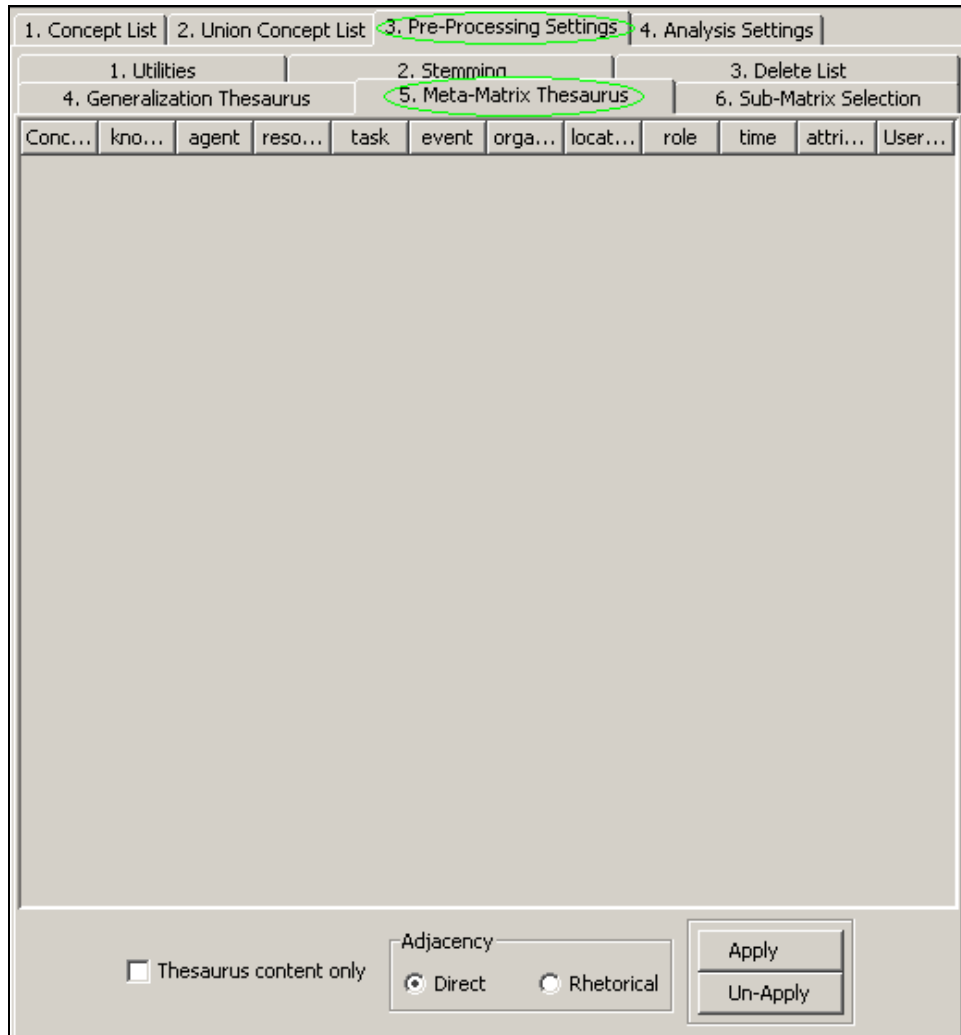 1. Concept List 2. Union Concept List 3. Pre-Processing Settings 4. Analysis Settings
1. Utilities 2. Stemming 3. Delete List
4. Generalization Thesaurus 5. Meta-Matrix Thesaurus 6. Sub-Matrix Selection
Conc... kno... agent reso... task event orga... locat... role time attri... User...
Adjacency
Thesaurus content only Direct Rhetorical
Apply
Un-Apply